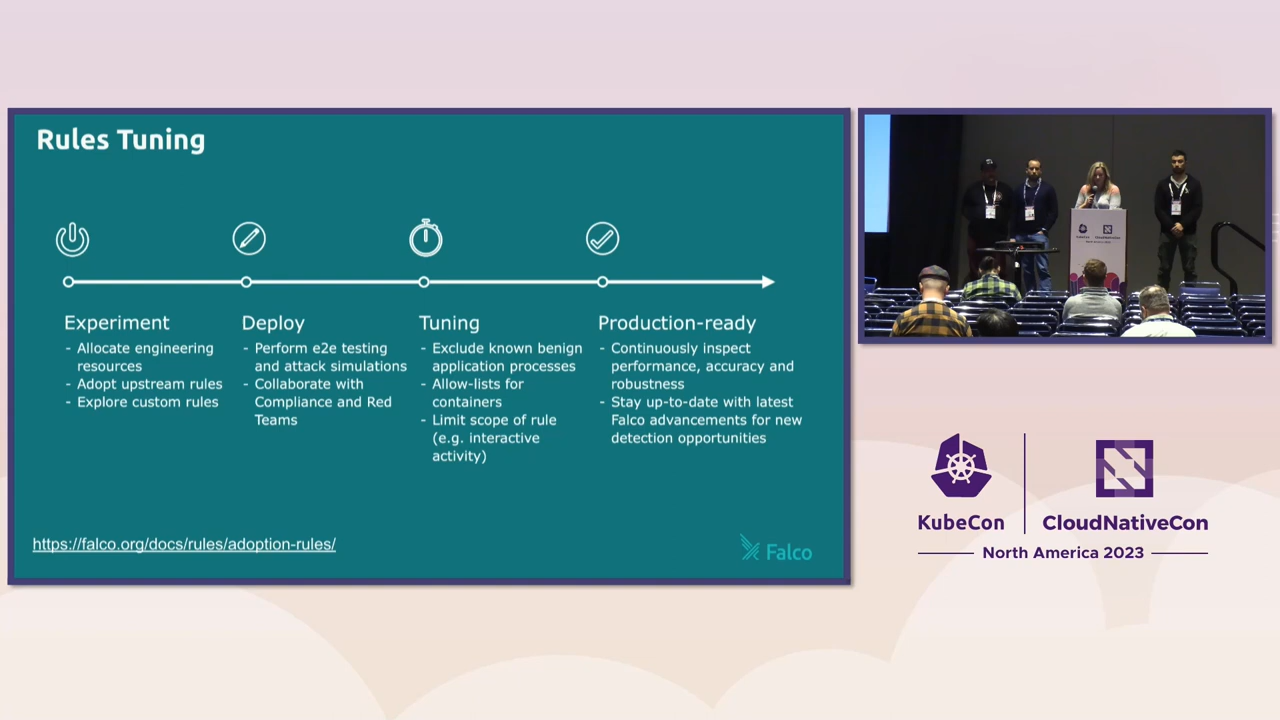 Rules Tuning
Experiment
- Allocate engineering
resources
- Adopt upstream rules
- Explore custom rules
Deploy
- Perform e2e testing
and attack simulations
- Collaborate with
Compliance and Red
Teams
Tuning
- Exclude known benign
application processes
- Allow-lists for
containers
- Limit scope of rule
(e.g. interactive
activity)
Production-ready
- Continuously inspect
performance, accuracy and
robustness
- Stay up-to-date with latest
Falco advancements for new
detection opportunities
https://falco.org/docs/rules/adoption-rules/
Falco
KubeCon
CloudNativeCon
North America 2023